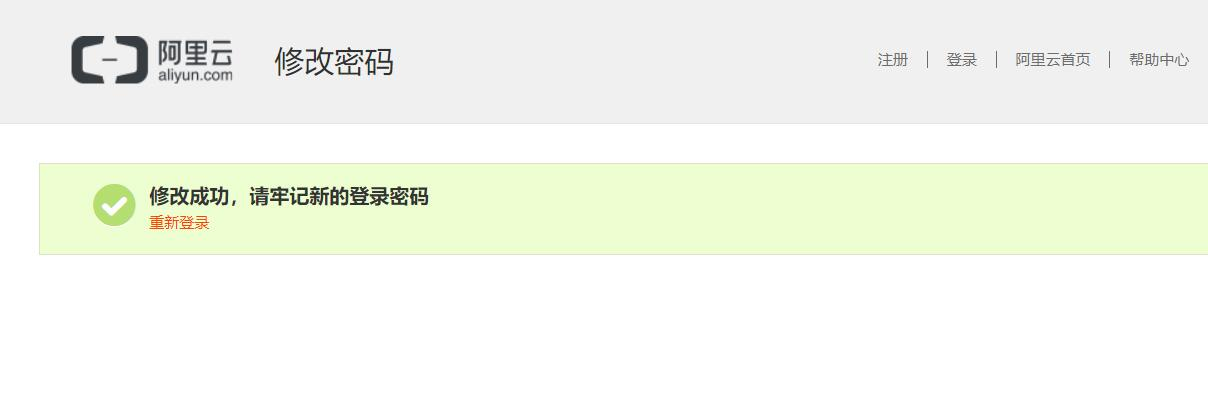 阿里云
aliyun.com
修改密码
注册 | 登录 | 阿里云首页 | 帮助中心
修改成功，请牢记新的登录密码
重新登录